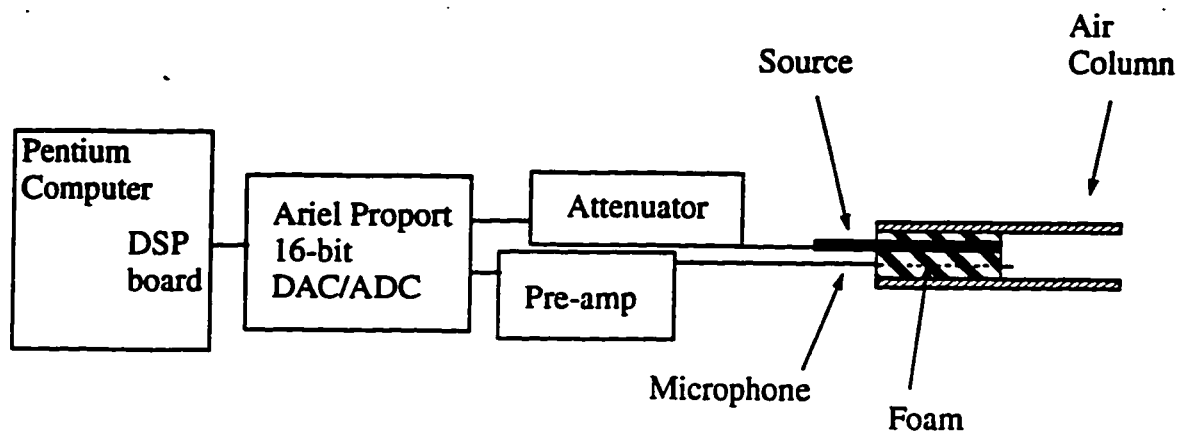 Air
Column
Source
Pentium
Computer
DSP
board
Ariel Proport
16-bit
DAC/ADC
Attenuator
Pre-amp
Microphone
Foam